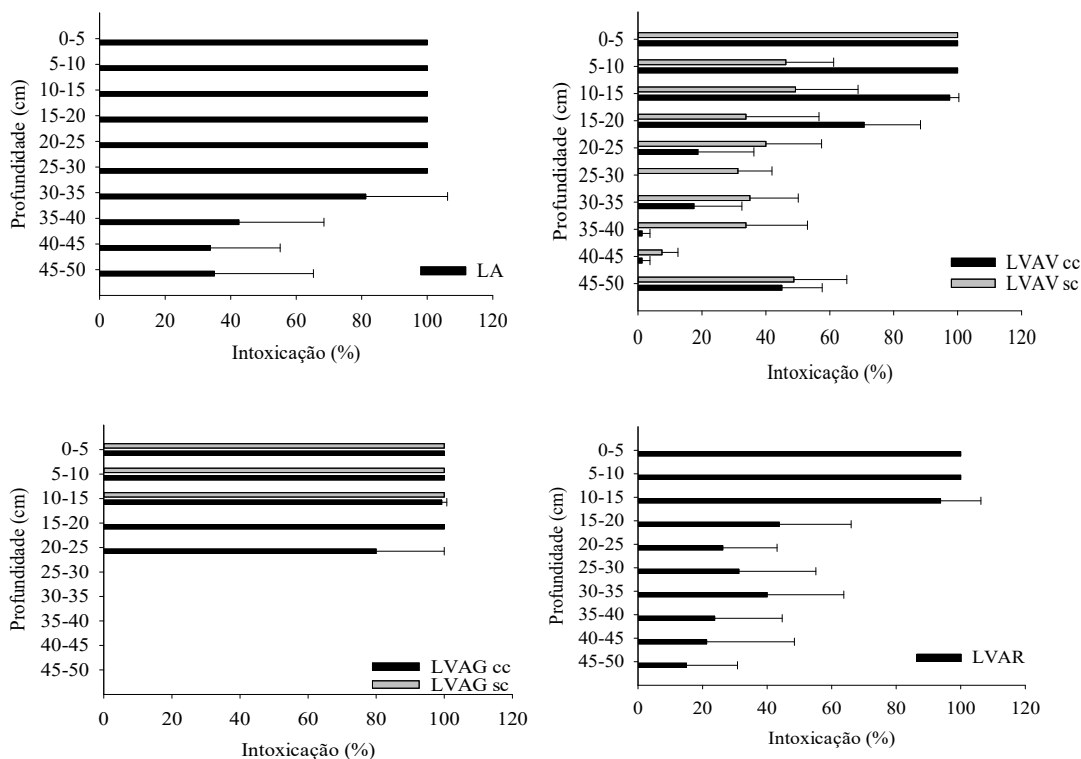 Profundidade (cm)
0-5
5-10
10-15
15-20
20-25
25-30
30-35
35-40
40-45
45-50
LA
0 20 40 60 80 100 120
Intoxicação (%)
Profundidade (cm)
0-5
5-10
10-15
15-20
20-25
25-30
30-35
35-40
40-45
45-50
LVAV cc
LVAV sc
0 20 40 60 80 100 120
Intoxicação (%)
Profundidade (cm)
0-5
5-10
10-15
15-20
20-25
25-30
30-35
35-40
40-45
45-50
LVAG cc
LVAG sc
0 20 40 60 80 100 120
Intoxicação (%)
Profundidade (cm)
0-5
5-10
10-15
15-20
20-25
25-30
30-35
35-40
40-45
45-50
LVAR
0 20 40 60 80 100 120
Intoxicação (%)